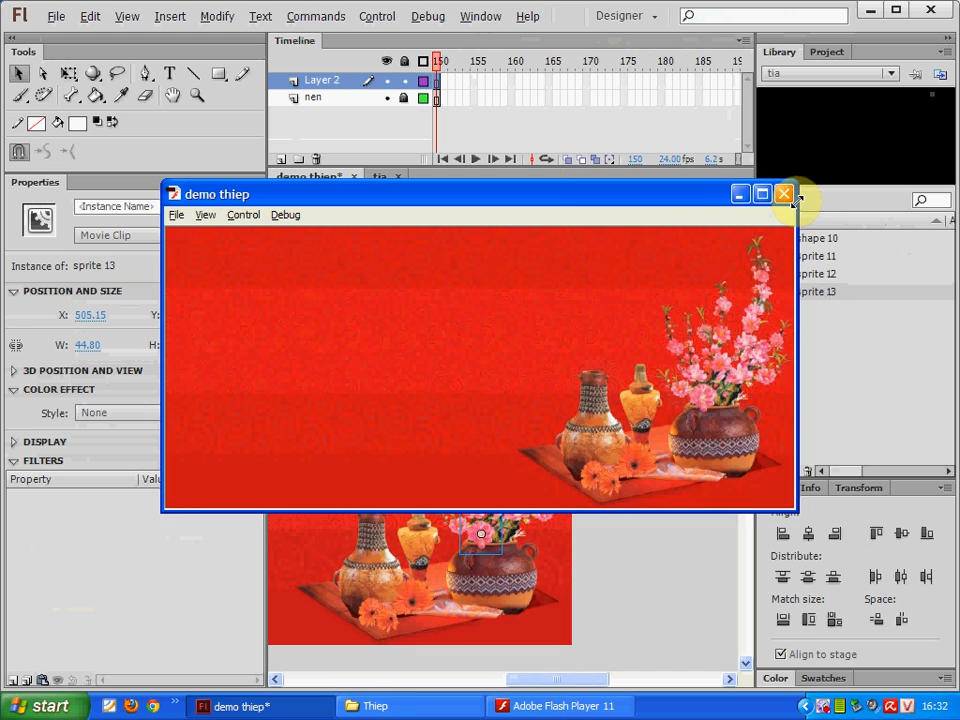 Fl File Edit View Insert Modify Text Commands Control Debug Window Help Designer
Tools
Timeline
Library Project
150 155 160 165 170 175 180 185 19
Layer 2
nen
tia
150 24.00 fps 6.2 s
demo thiep* tia
Properties
<Instance Name>
Movie Clip
Instance of: sprite 13
POSITION AND SIZE
X: 505.15 Y:
W: 44.80 H:
3D POSITION AND VIEW
COLOR EFFECT
Style: None
DISPLAY
FILTERS
Property Valu
demo thiep
File View Control Debug
A
shape 10
sprite 11
sprite 12
sprite 13
Info Transform
Align:
Distribute:
Match size: Space:
Align to stage
Color Swatches
start demo thiep* Thiep Adobe Flash Player 11 16:32